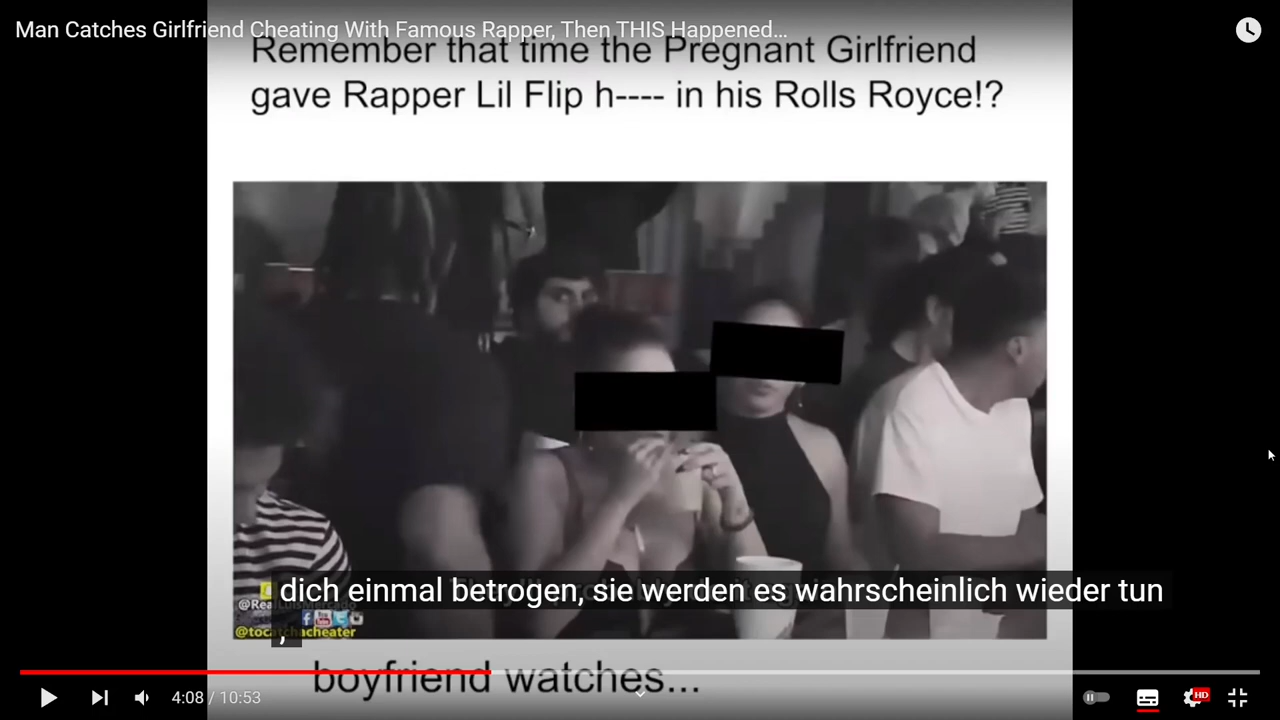 Man Catches Girlfriend Cheating With Famous Rapper, Then THIS Happened...
Remember that time the Pregnant Girlfriend
gave Rapper Lil Flip h---- in his Rolls Royce!?
dich einmal betrogen, sie werden es wahrscheinlich wieder tun
,
@RealLuisMercado
@tocatchacheater
boyfriend watches...
4:08 / 10:53
HD